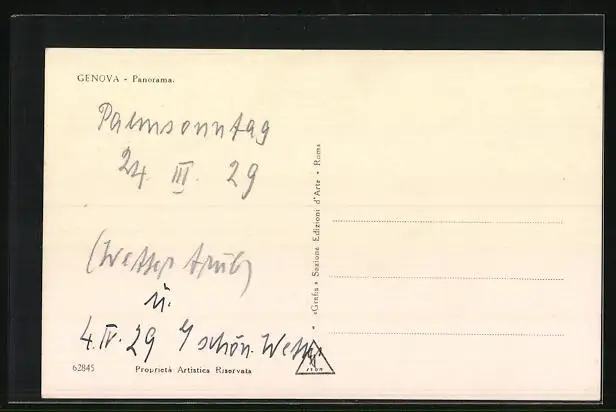 GENOVA - Panorama.
Palmsonntag
24. III. 29
(Wetter trüb)
u.
4. IV. 29 schön. Wetter
62845
Proprietà Artistica Riservata
«Grafia» Sezione Edizioni d'Arte • Roma